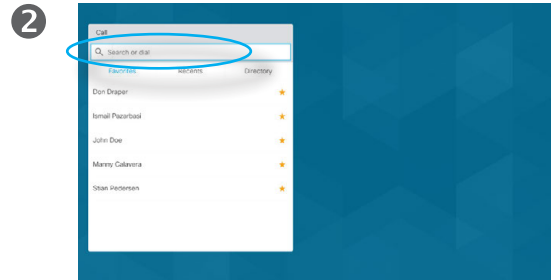 2
Call
Search or dial
Favorites Recents Directory
Don Draper
Ismail Pazarbasi
John Doe
Manny Calavera
Stian Pedersen